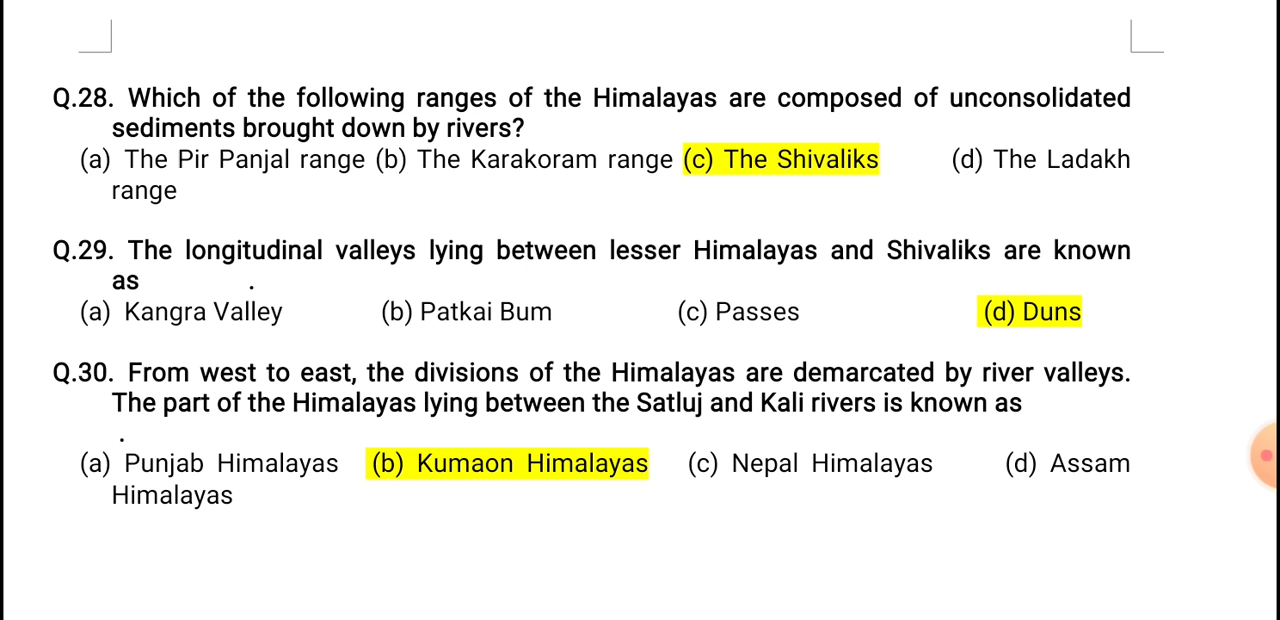 Q.28. Which of the following ranges of the Himalayas are composed of unconsolidated
sediments brought down by rivers?
(a) The Pir Panjal range (b) The Karakoram range (c) The Shivaliks (d) The Ladakh
range
Q.29. The longitudinal valleys lying between lesser Himalayas and Shivaliks are known
as .
(a) Kangra Valley (b) Patkai Bum (c) Passes (d) Duns
Q.30. From west to east, the divisions of the Himalayas are demarcated by river valleys.
The part of the Himalayas lying between the Satluj and Kali rivers is known as
.
(a) Punjab Himalayas (b) Kumaon Himalayas (c) Nepal Himalayas (d) Assam
Himalayas